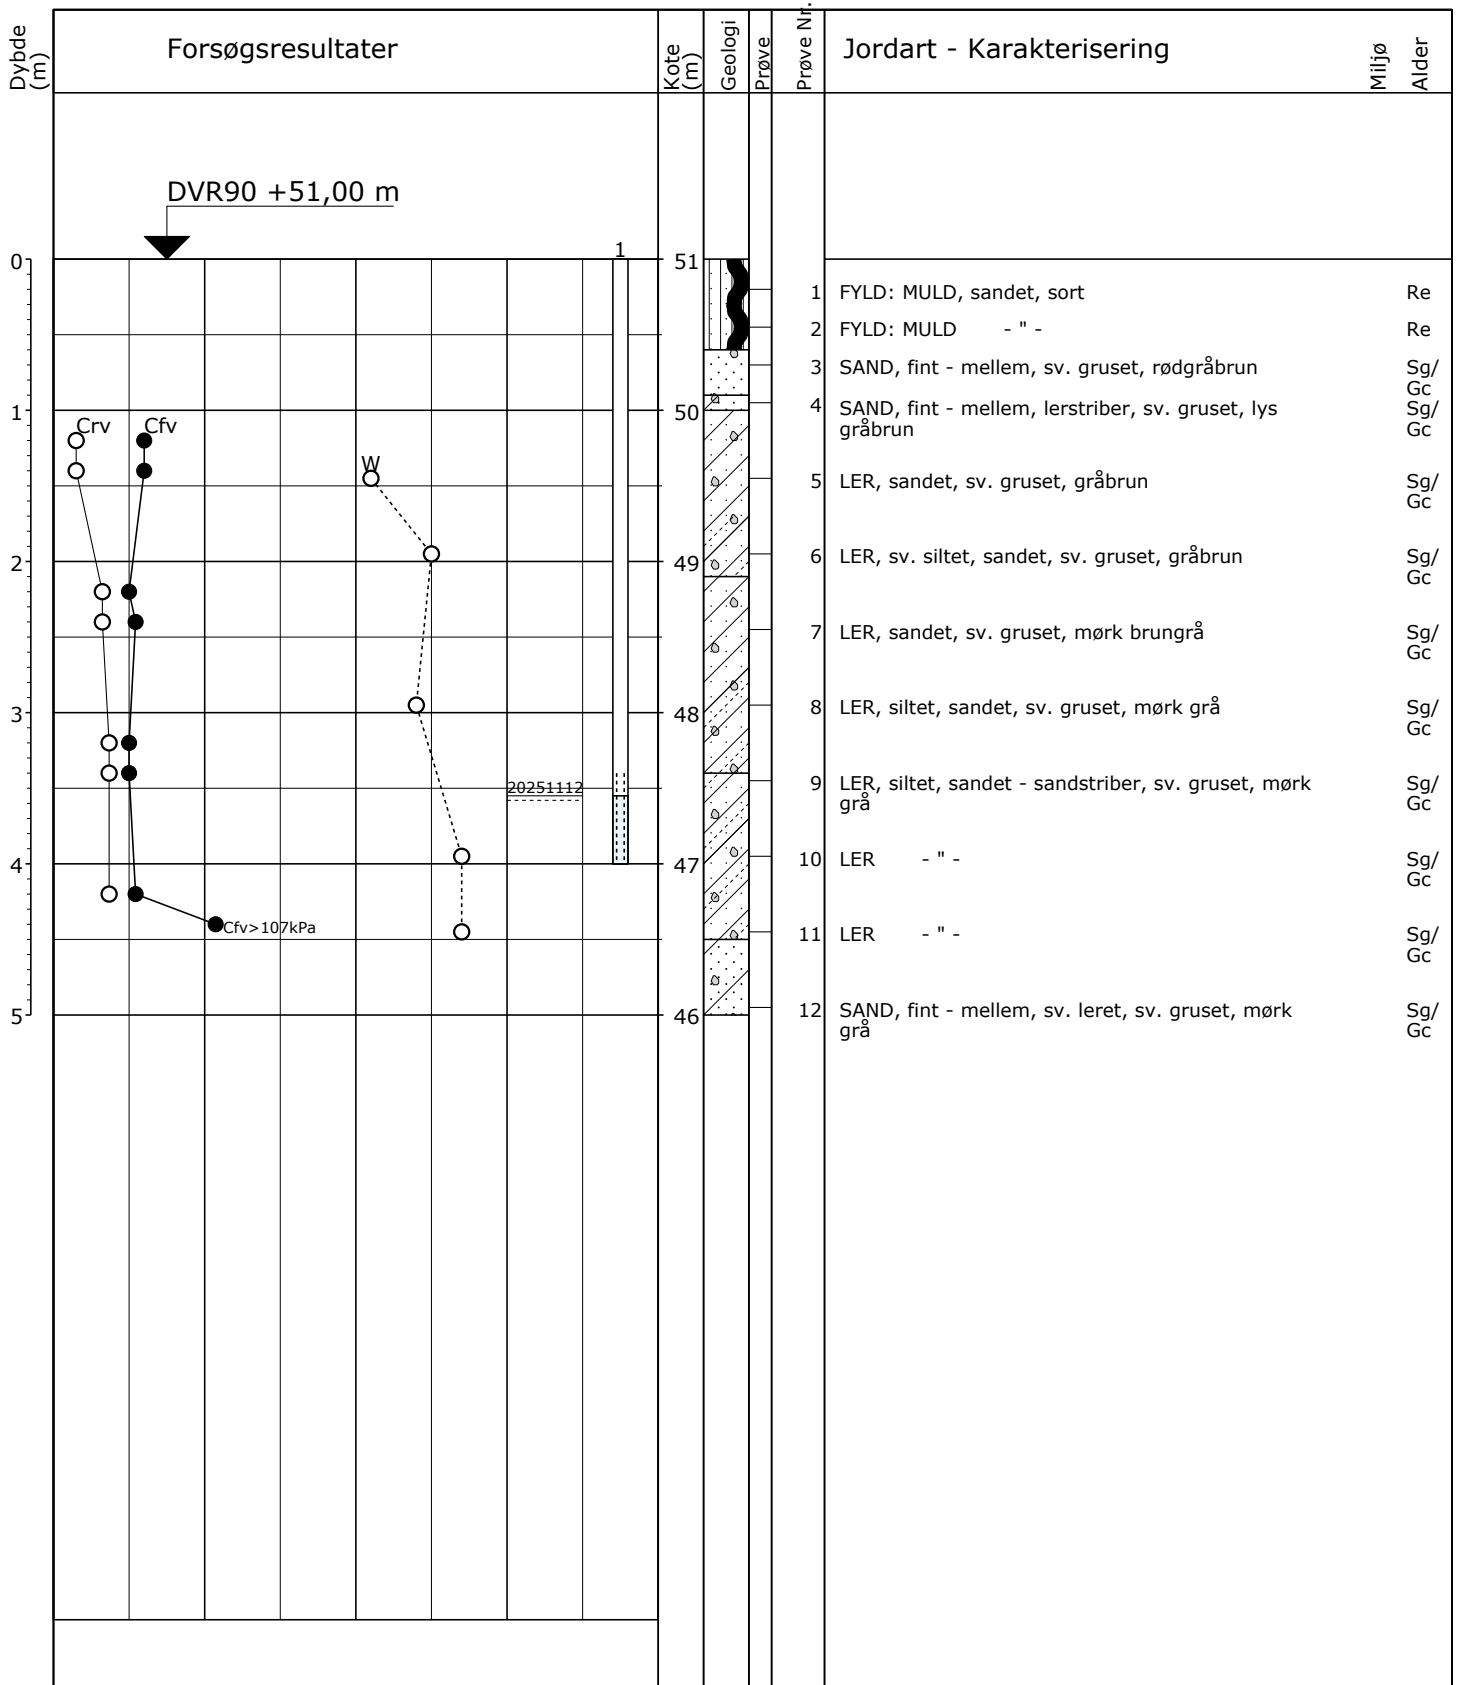 Dybde (m)
Forsøgsresultater
Kote (m)
Geologi
Prøve
Prøve Nr.
Jordart - Karakterisering
Miljø
Alder
DVR90 +51,00 m
1
0
51
1 FYLD: MULD, sandet, sort Re
2 FYLD: MULD - " - Re
3 SAND, fint - mellem, sv. gruset, rødgråbrun Sg/
Gc
1
50
4 SAND, fint - mellem, lerstriber, sv. gruset, lys Sg/
gråbrun Gc
Crv
Cfv
W
5 LER, sandet, sv. gruset, gråbrun Sg/
Gc
2
49
6 LER, sv. siltet, sandet, sv. gruset, gråbrun Sg/
Gc
7 LER, sandet, sv. gruset, mørk brungrå Sg/
Gc
3
48
8 LER, siltet, sandet, sv. gruset, mørk grå Sg/
Gc
20251112
9 LER, siltet, sandet - sandstriber, sv. gruset, mørk Sg/
grå Gc
4
47
10 LER - " - Sg/
Gc
Cfv>107kPa
11 LER - " - Sg/
Gc
5
46
12 SAND, fint - mellem, sv. leret, sv. gruset, mørk Sg/
grå Gc